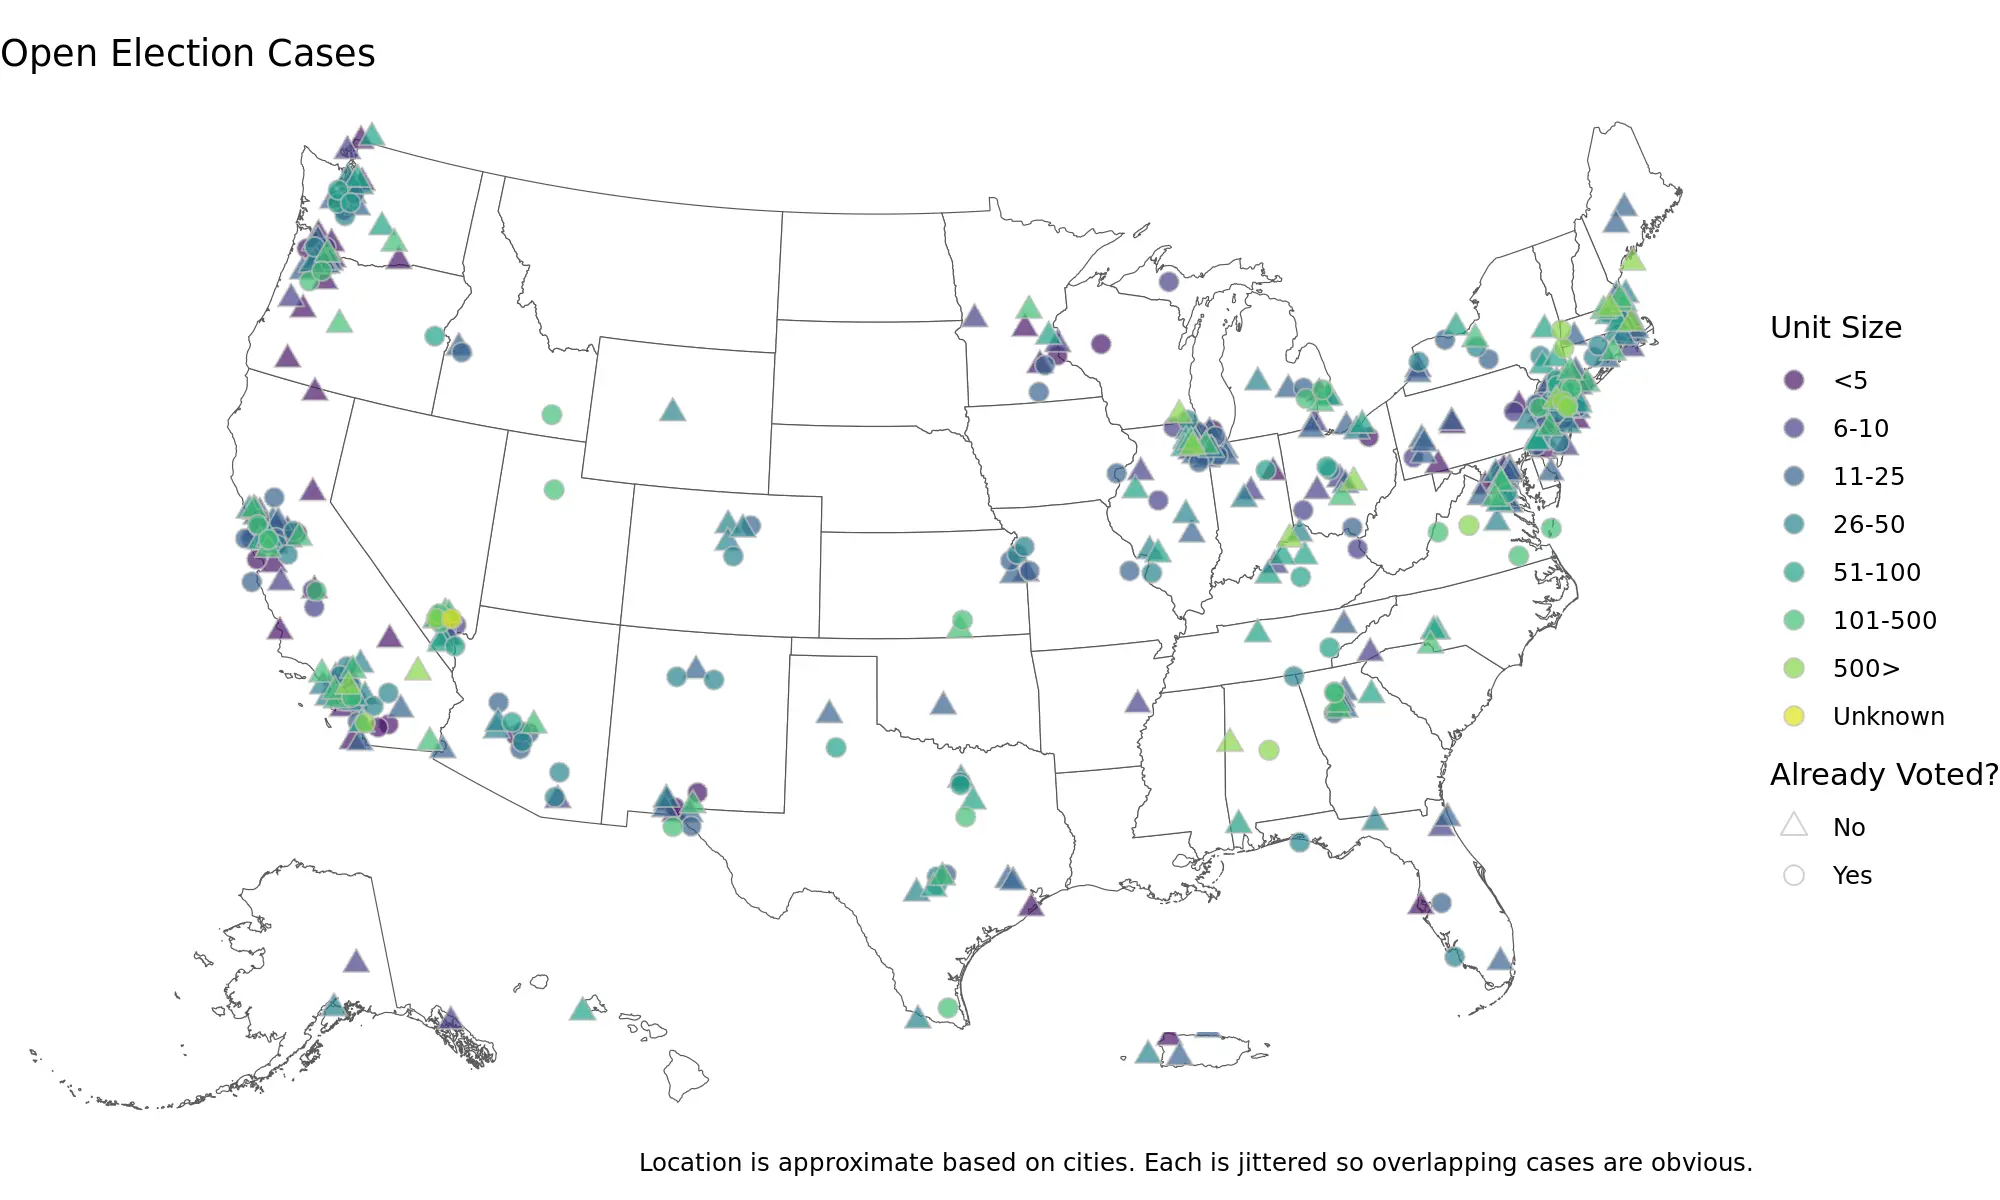 Open Election Cases
Unit Size
<5
6-10
11-25
26-50
51-100
101-500
500>
Unknown
Already Voted?
No
Yes
Location is approximate based on cities. Each is jittered so overlapping cases are obvious.